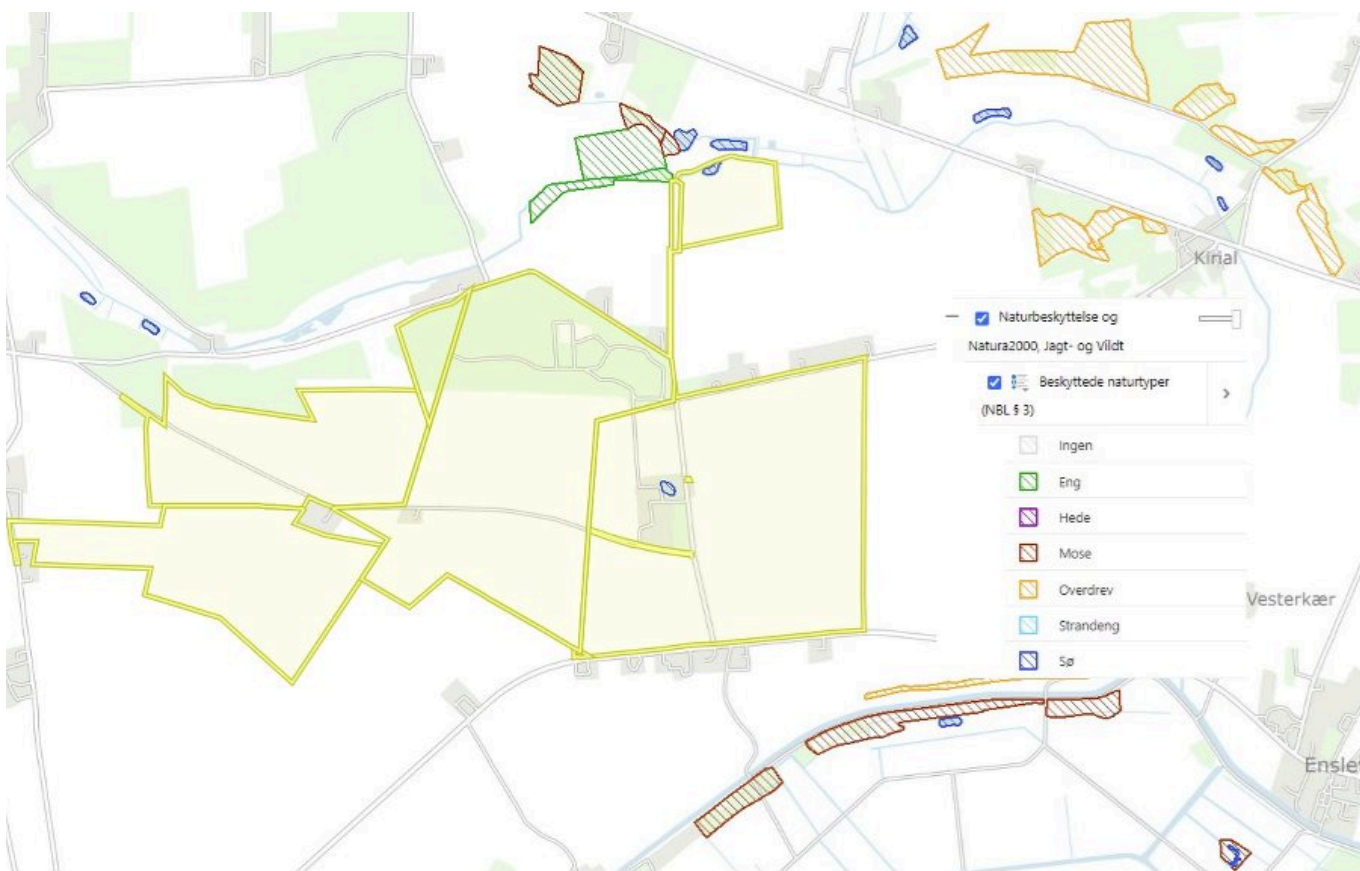 Kirial
Naturbeskyttelse og
Natura2000, Jagt- og Vildt
Beskyttede naturtyper
(NBL § 3)
Ingen
Eng
Hede
Mose
Overdrev
Strandeng
Sø
Vesterkær
Enslev